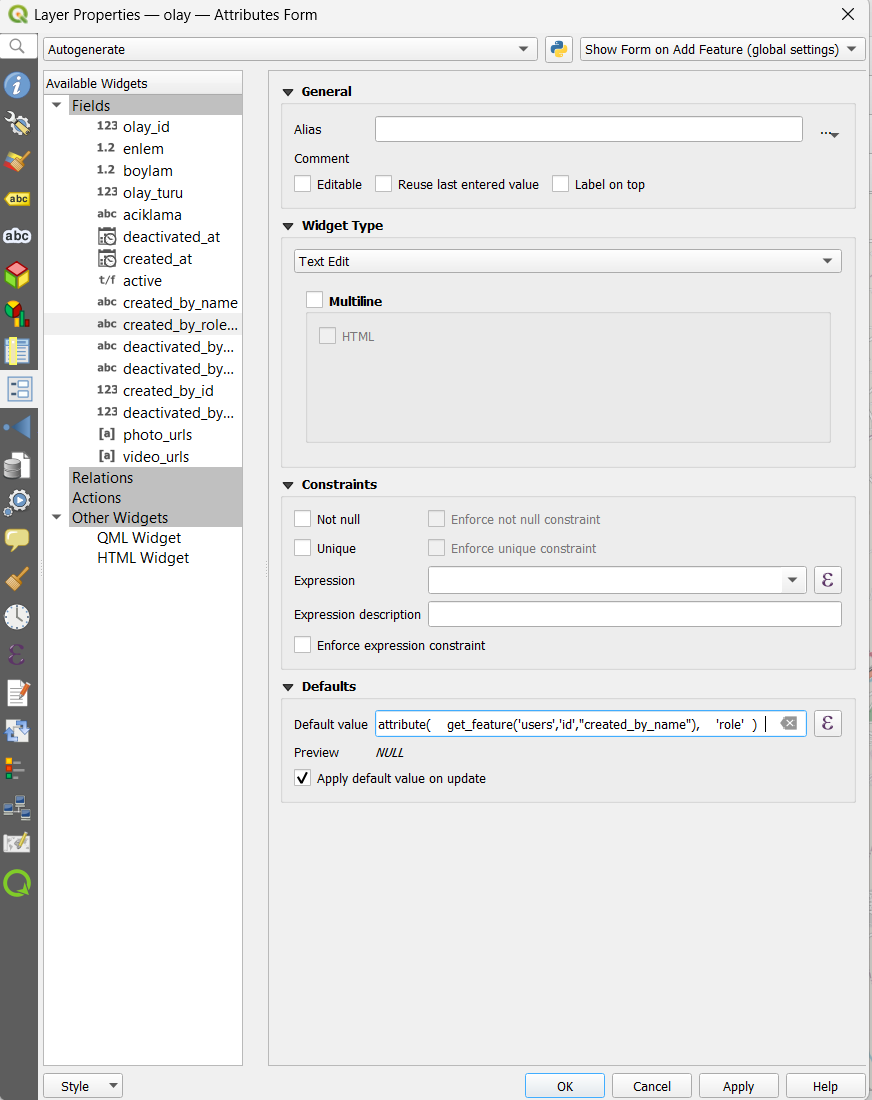 Layer Properties — olay — Attributes Form
Autogenerate
Show Form on Add Feature (global settings)
Available Widgets
Fields
123 olay_id
1.2 enlem
1.2 boylam
123 olay_turu
abc aciklama
deactivated_at
created_at
t/f active
abc created_by_name
abc created_by_role...
abc deactivated_by...
abc deactivated_by...
123 created_by_id
123 deactivated_by...
[a] photo_urls
[a] video_urls
Relations
Actions
Other Widgets
QML Widget
HTML Widget
General
Alias
...
Comment
Editable Reuse last entered value Label on top
Widget Type
Text Edit
Multiline
HTML
Constraints
Not null Enforce not null constraint
Unique Enforce unique constraint
Expression ε
Expression description
Enforce expression constraint
Defaults
Default value attribute( get_feature('users','id',"created_by_name"), 'role' ) ε
Preview NULL
Apply default value on update
abc
abc
Style OK Cancel Apply Help